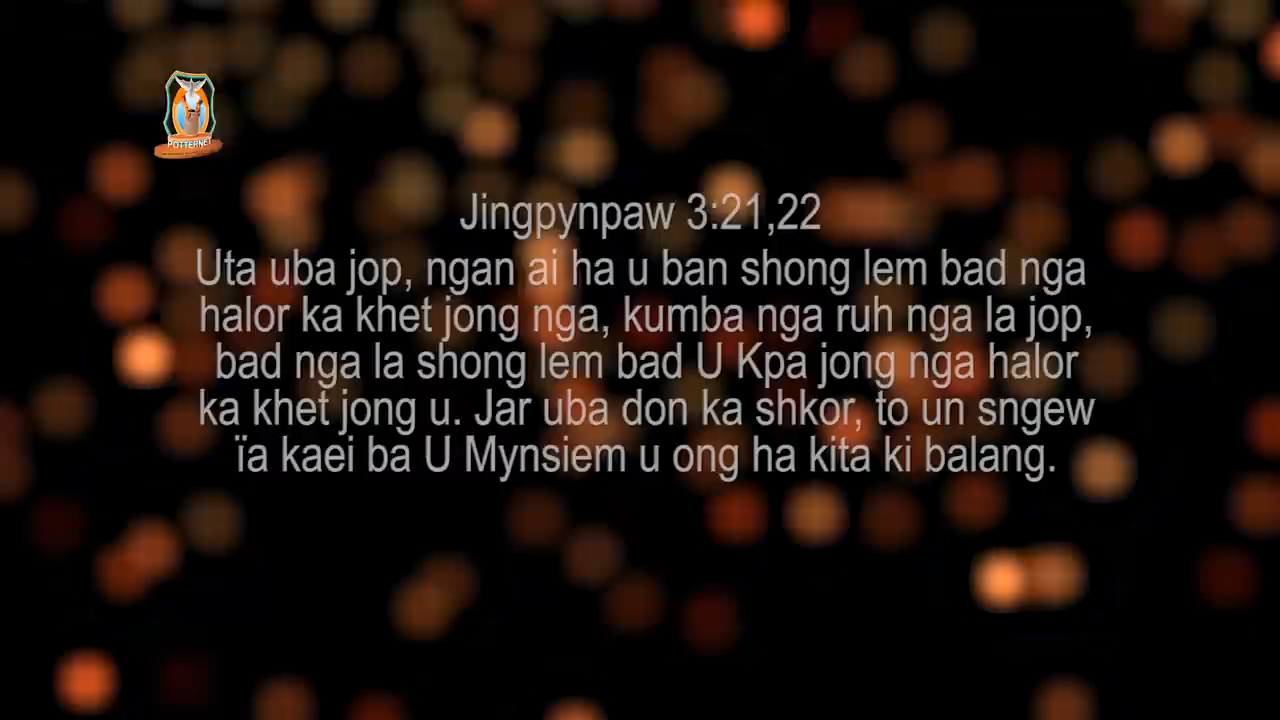 POTTERNET
Jingpynpaw 3:21,22
Uta uba jop, ngan ai ha u ban shong lem bad nga
halor ka khet jong nga, kumba nga ruh nga la jop,
bad nga la shong lem bad U Kpa jong nga halor
ka khet jong u. Jar uba don ka shkor, to un sngew
ïa kaei ba U Mynsiem u ong ha kita ki balang.